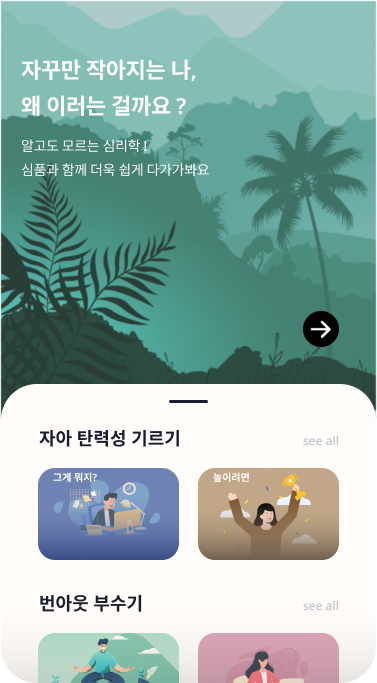 자꾸만 작아지는 나,
왜 이러는 걸까요 ?
알고도 모르는 심리학 !
심품과 함께 더욱 쉽게 다가가봐요
자아 탄력성 기르기
see all
그게 뭐지?
높이려면
번아웃 부수기
see all